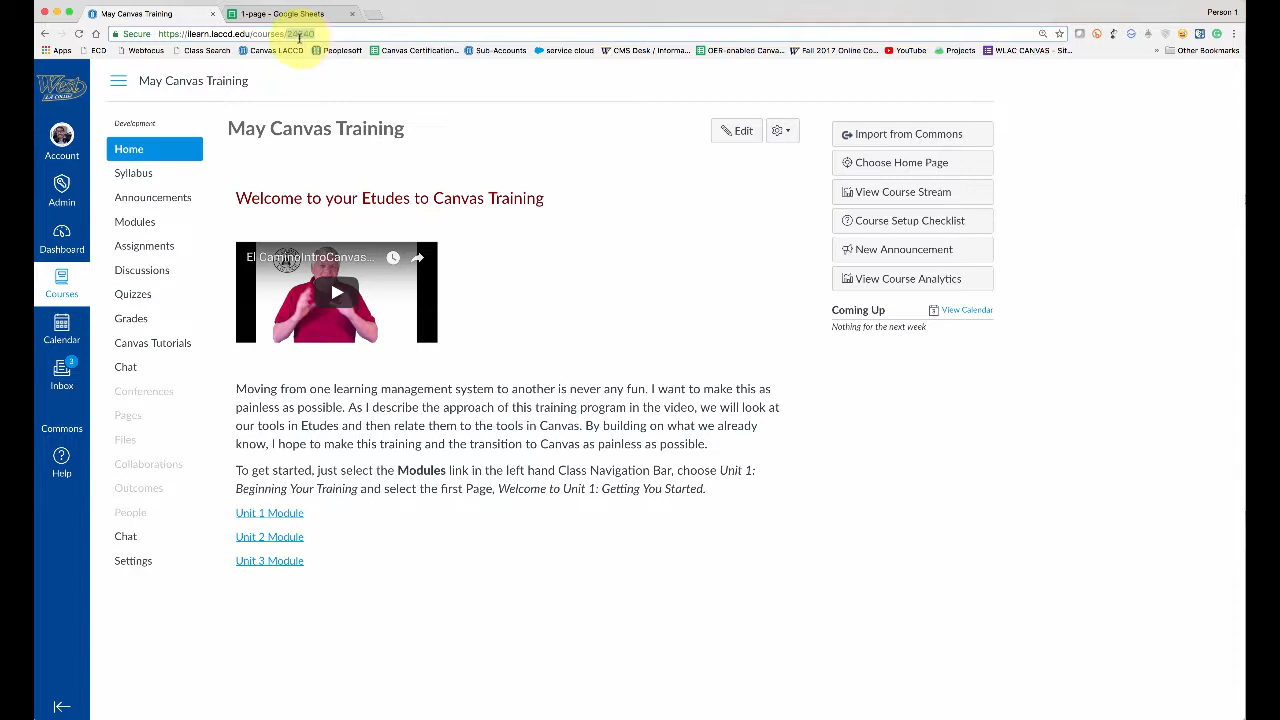 May Canvas Training
1-page - Google Sheets
Person 1
Secure https://ilearn.laccd.edu/courses/24240
Apps ECD Webtocus Class Search Canvas LACCD Peoplesoft Canvas Certification... Sub-Accounts service cloud CMS Desk / Informa... OER-enable Canva... Fall 2017 Online Co... YouTube Projects WLAC CANVAS - Sit... » Other Bookmarks
West
L.A. COLLEGE
May Canvas Training
Account
Admin
Dashboard
Courses
Calendar
3
Inbox
Commons
Help
Development
Home
Syllabus
Announcements
Modules
Assignments
Discussions
Quizzes
Grades
Canvas Tutorials
Chat
Conferences
Pages
Files
Collaborations
Outcomes
People
Chat
Settings
May Canvas Training
Edit
Welcome to your Etudes to Canvas Training
El CaminoIntroCanvas...
Moving from one learning management system to another is never any fun. I want to make this as
painless as possible. As I describe the approach of this training program in the video, we will look at
our tools in Etudes and then relate them to the tools in Canvas. By building on what we already
know, I hope to make this training and the transition to Canvas as painless as possible.
To get started, just select the Modules link in the left hand Class Navigation Bar, choose Unit 1:
Beginning Your Training and select the first Page, Welcome to Unit 1: Getting You Started.
Unit 1 Module
Unit 2 Module
Unit 3 Module
Import from Commons
Choose Home Page
View Course Stream
Course Setup Checklist
New Announcement
View Course Analytics
Coming Up View Calendar
Nothing for the next week